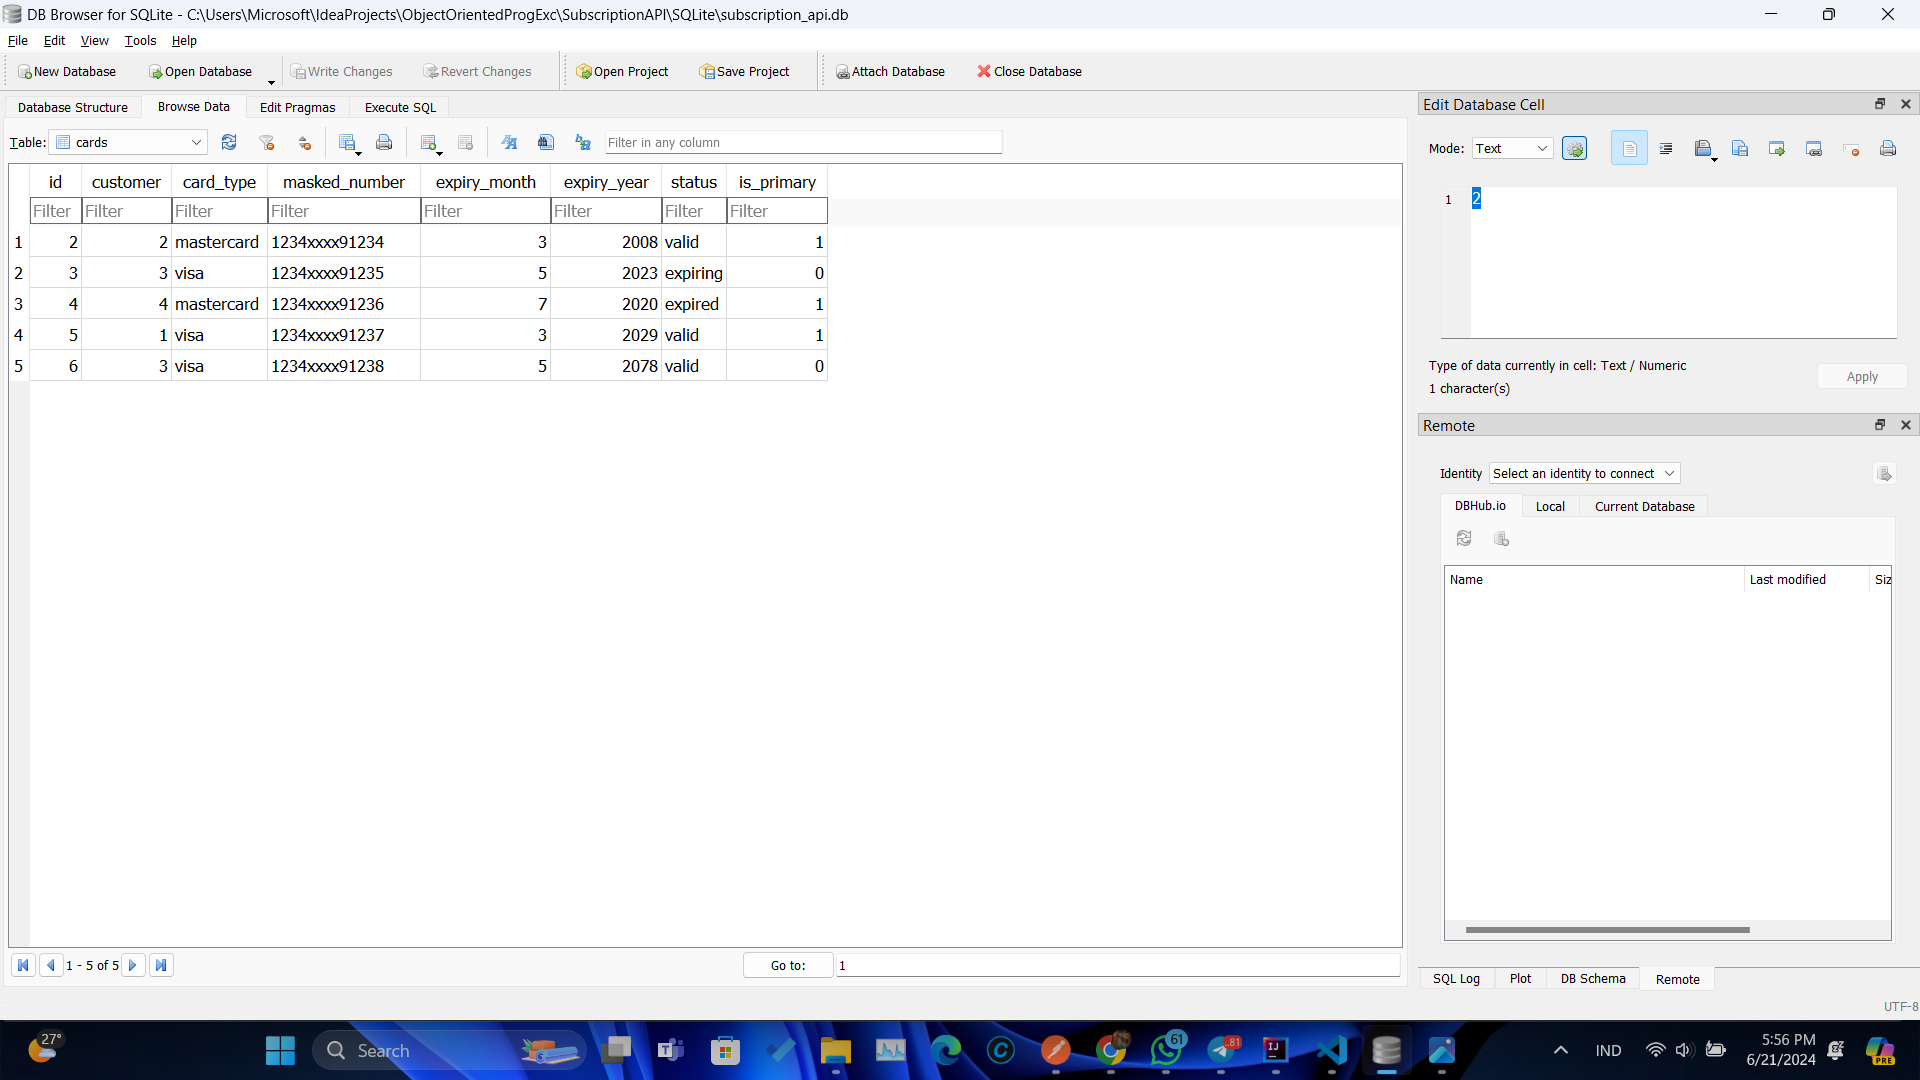 DB Browser for SQLite - C:\Users\Microsoft\IdeaProjects\ObjectOrientedProgExc\SubscriptionAPI\SQLite\subscription_api.db
File Edit View Tools Help
New Database Open Database Write Changes Revert Changes Open Project Save Project Attach Database Close Database
Database Structure Browse Data Edit Pragmas Execute SQL
Table: cards Filter in any column
id customer card_type masked_number expiry_month expiry_year status is_primary
Filter Filter Filter Filter Filter Filter Filter Filter
1 2 2 mastercard 1234xxxx91234 3 2008 valid 1
2 3 3 visa 1234xxxx91235 5 2023 expiring 0
3 4 4 mastercard 1234xxxx91236 7 2020 expired 1
4 5 1 visa 1234xxxx91237 3 2029 valid 1
5 6 3 visa 1234xxxx91238 5 2078 valid 0
1 - 5 of 5 Go to: 1
Edit Database Cell
Mode: Text
1 2
Type of data currently in cell: Text / Numeric
1 character(s)
Apply
Remote
Identity Select an identity to connect
DBHub.io Local Current Database
Name Last modified Siz
SQL Log Plot DB Schema Remote
UTF-8
27°
Search
61
81
IJ
IND
5:56 PM
6/21/2024
PRE